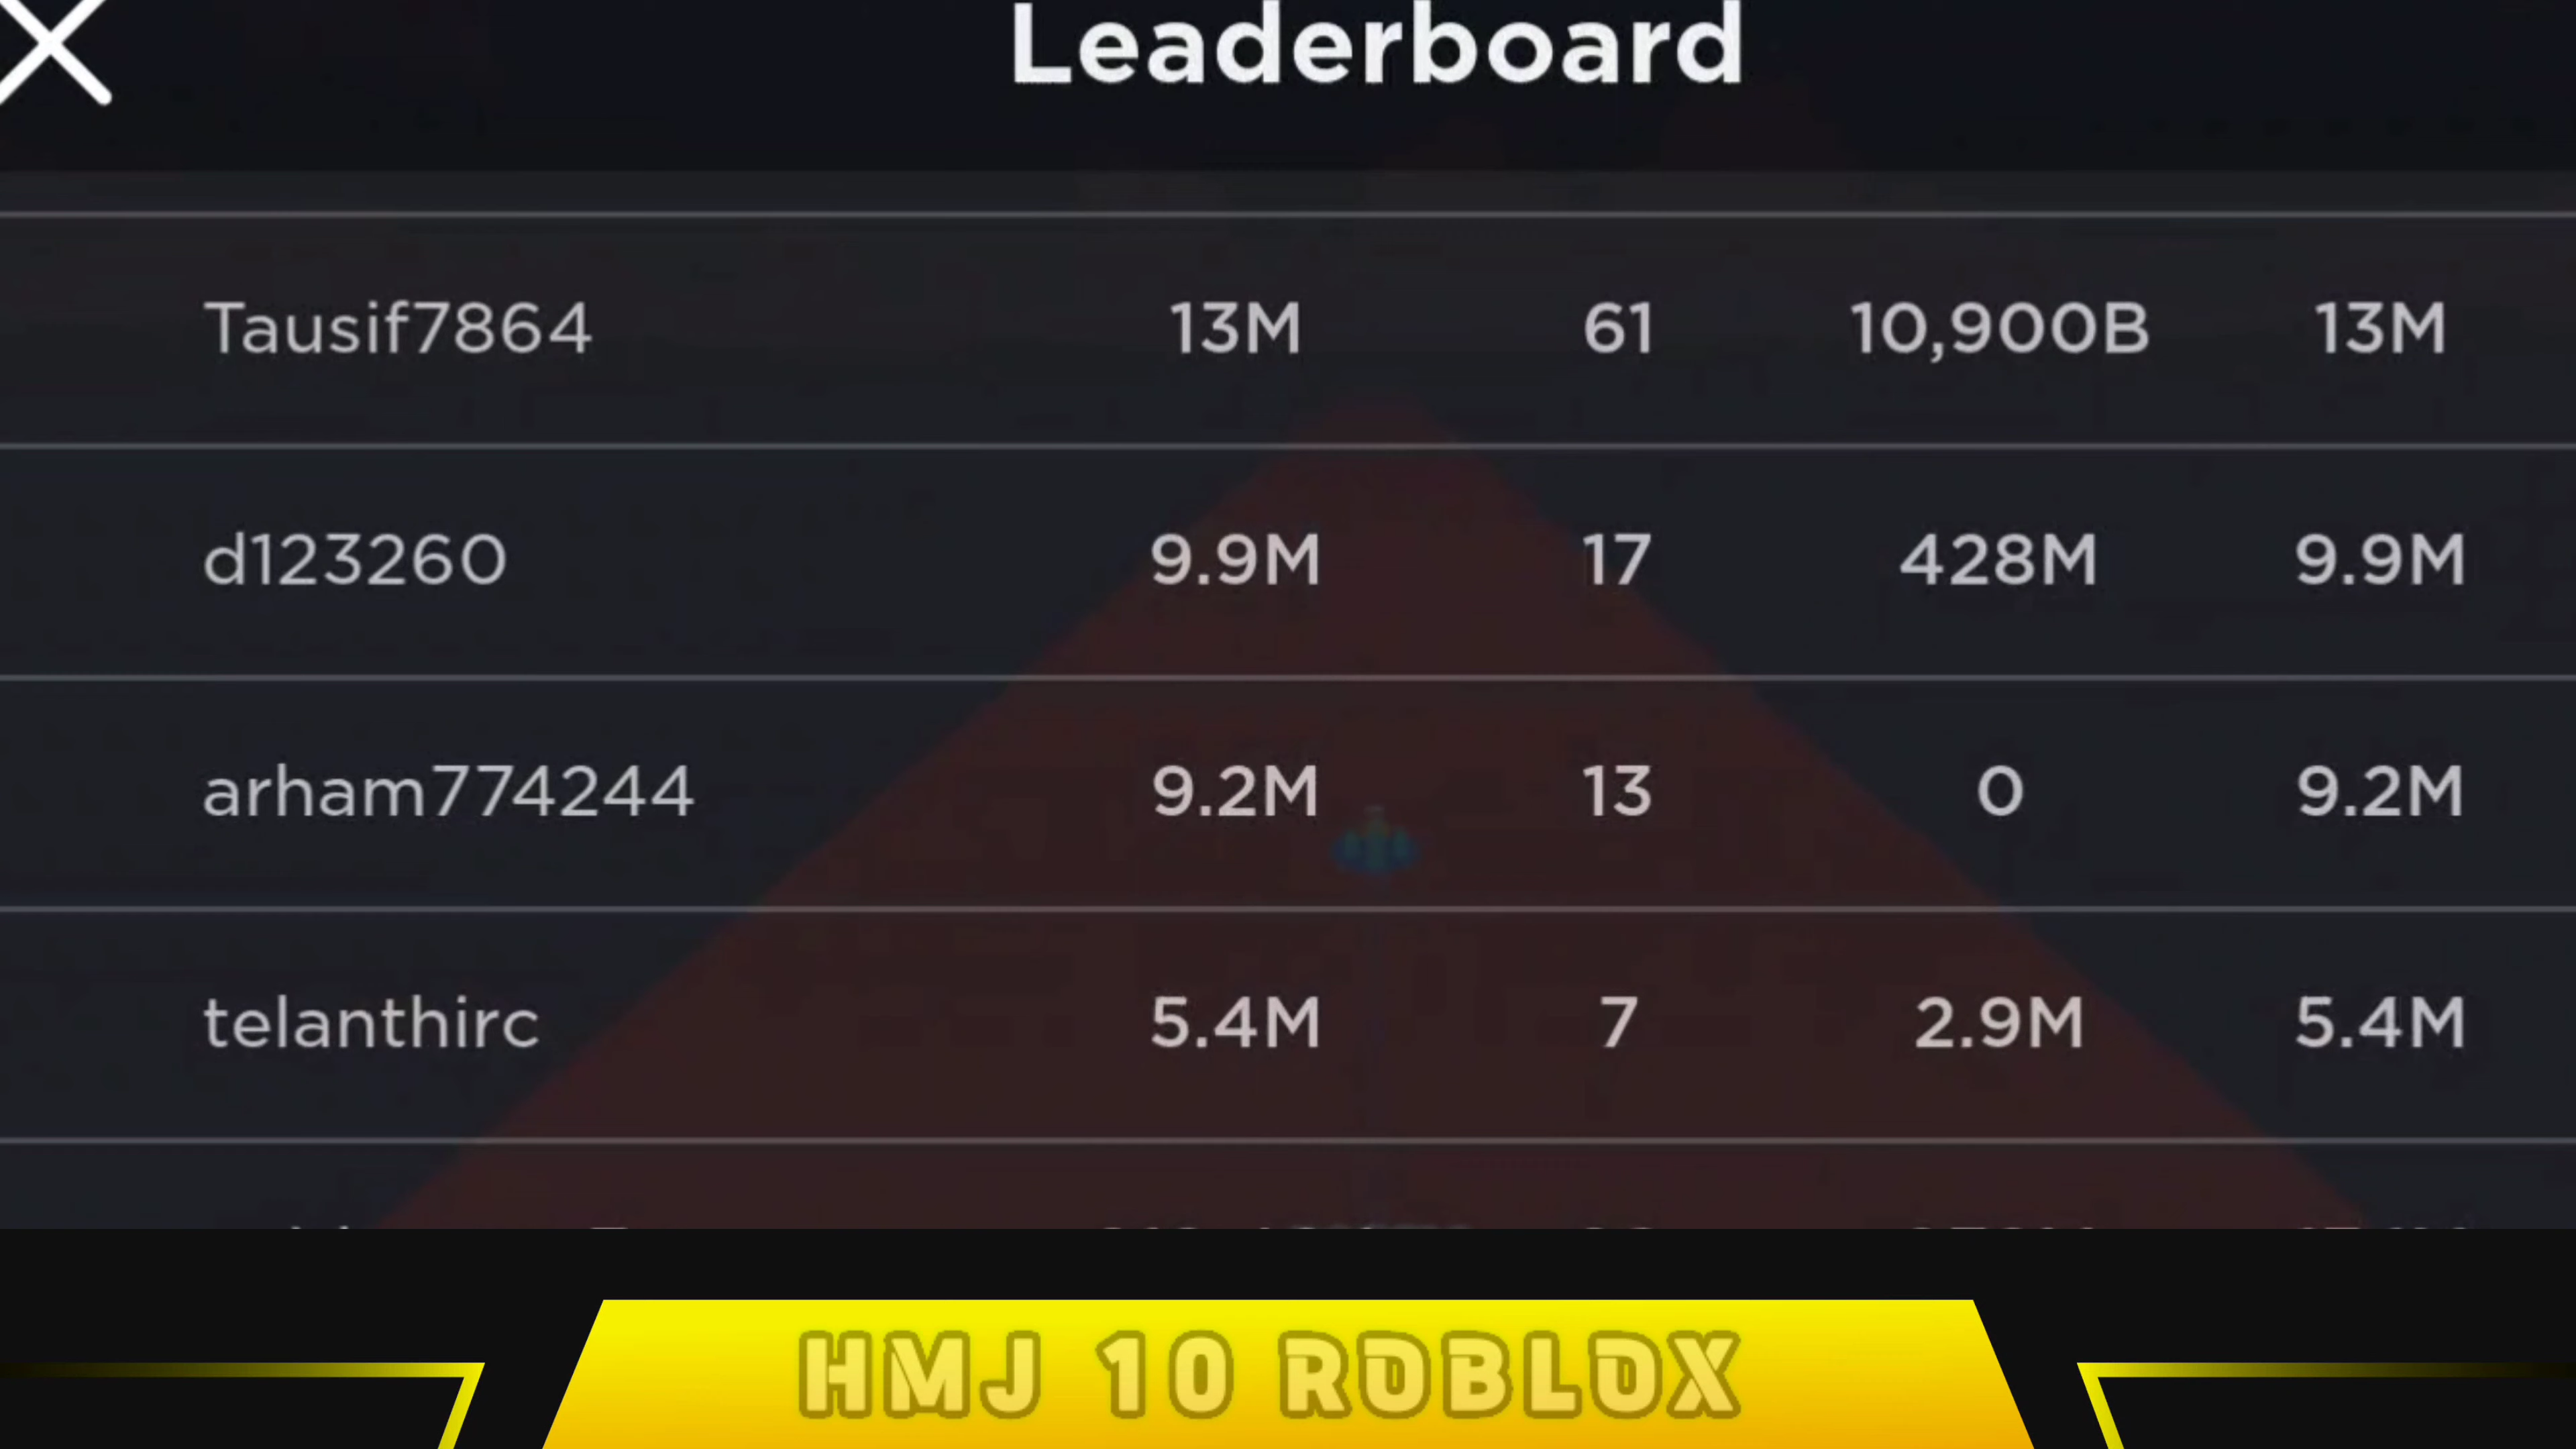 Leaderboard
Tausif7864 13M 61 10,900B 13M
d123260 9.9M 17 428M 9.9M
arham774244 9.2M 13 0 9.2M
telanthirc 5.4M 7 2.9M 5.4M
HMJ 10 ROBLOX